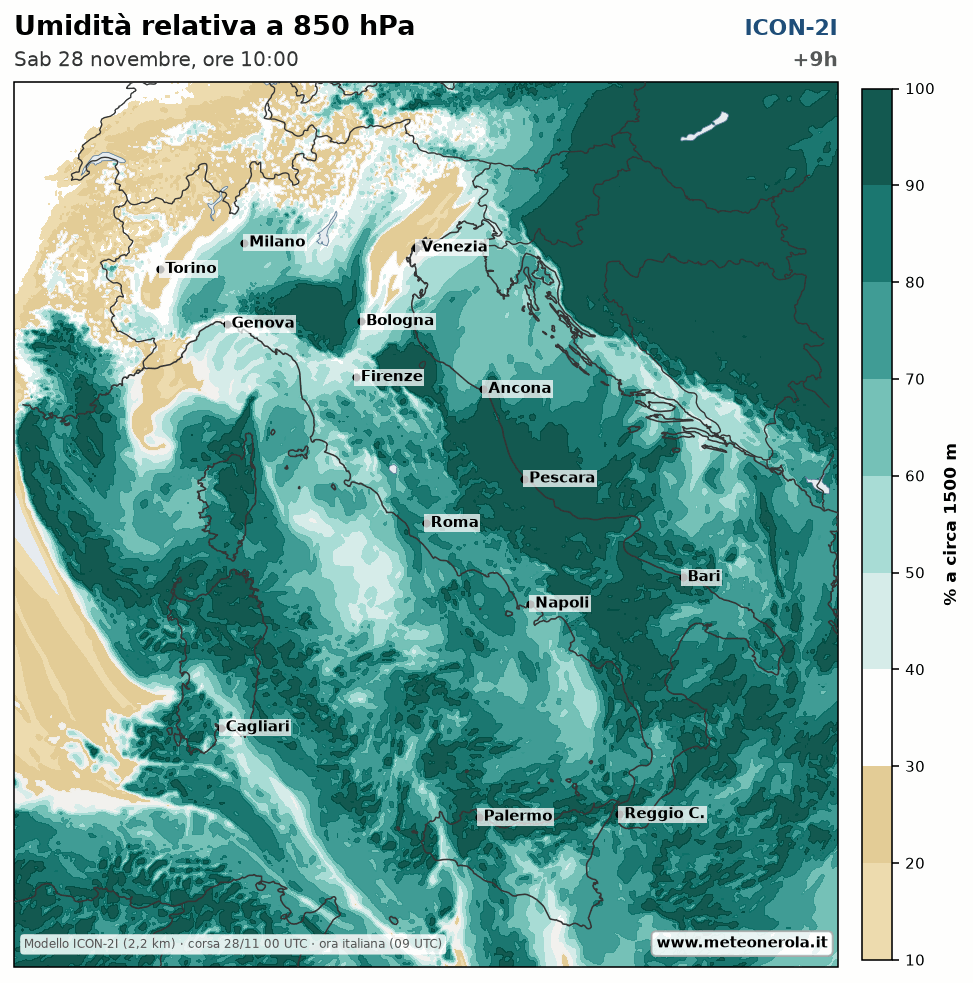 Umidità relativa a 850 hPa
ICON-2I
Sab 28 novembre, ore 10:00
+9h
Milano
Venezia
Torino
Genova
Bologna
Firenze
Ancona
Pescara
Roma
Bari
Napoli
Cagliari
Palermo
Reggio C.
Modello ICON-2I (2,2 km) · corsa 28/11 00 UTC · ora italiana (09 UTC)
www.meteonerola.it
100
90
80
70
60
50
40
30
20
10
% a circa 1500 m